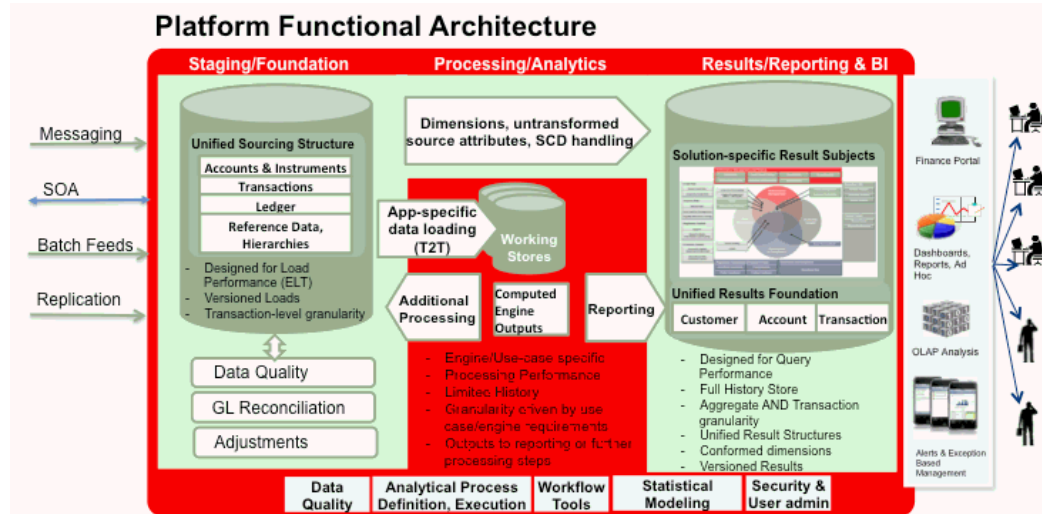 Platform Functional Architecture
Staging/Foundation
Processing/Analytics
Results/Reporting & BI
Messaging
SOA
Batch Feeds
Replication
Unified Sourcing Structure
Accounts & Instruments
Transactions
Ledger
Reference Data,
Hierarchies
- Designed for Load
Performance (ELT)
- Versioned Loads
- Transaction-level granularity
Data Quality
GL Reconciliation
Adjustments
Dimensions, untransformed
source attributes, SCD handling
App-specific
data loading
(T2T)
Working
Stores
Additional
Processing
Computed
Engine
Outputs
Reporting
- Engine/Use-case specific
- Processing Performance
- Limited History
- Granularity driven by use
case/engine requirements
- Outputs to reporting or further
processing steps
Solution-specific Result Subjects
Unified Results Foundation
Customer
Account
Transaction
- Designed for Query
Performance
- Full History Store
- Aggregate AND Transaction
granularity
- Unified Result Structures
- Conformed dimensions
- Versioned Results
Finance Portal
Dashboards,
Reports, Ad
Hoc
OLAP Analysis
Alerts & Exception
Based
Management
Data
Quality
Analytical Process
Definition, Execution
Workflow
Tools
Statistical
Modeling
Security &
User admin